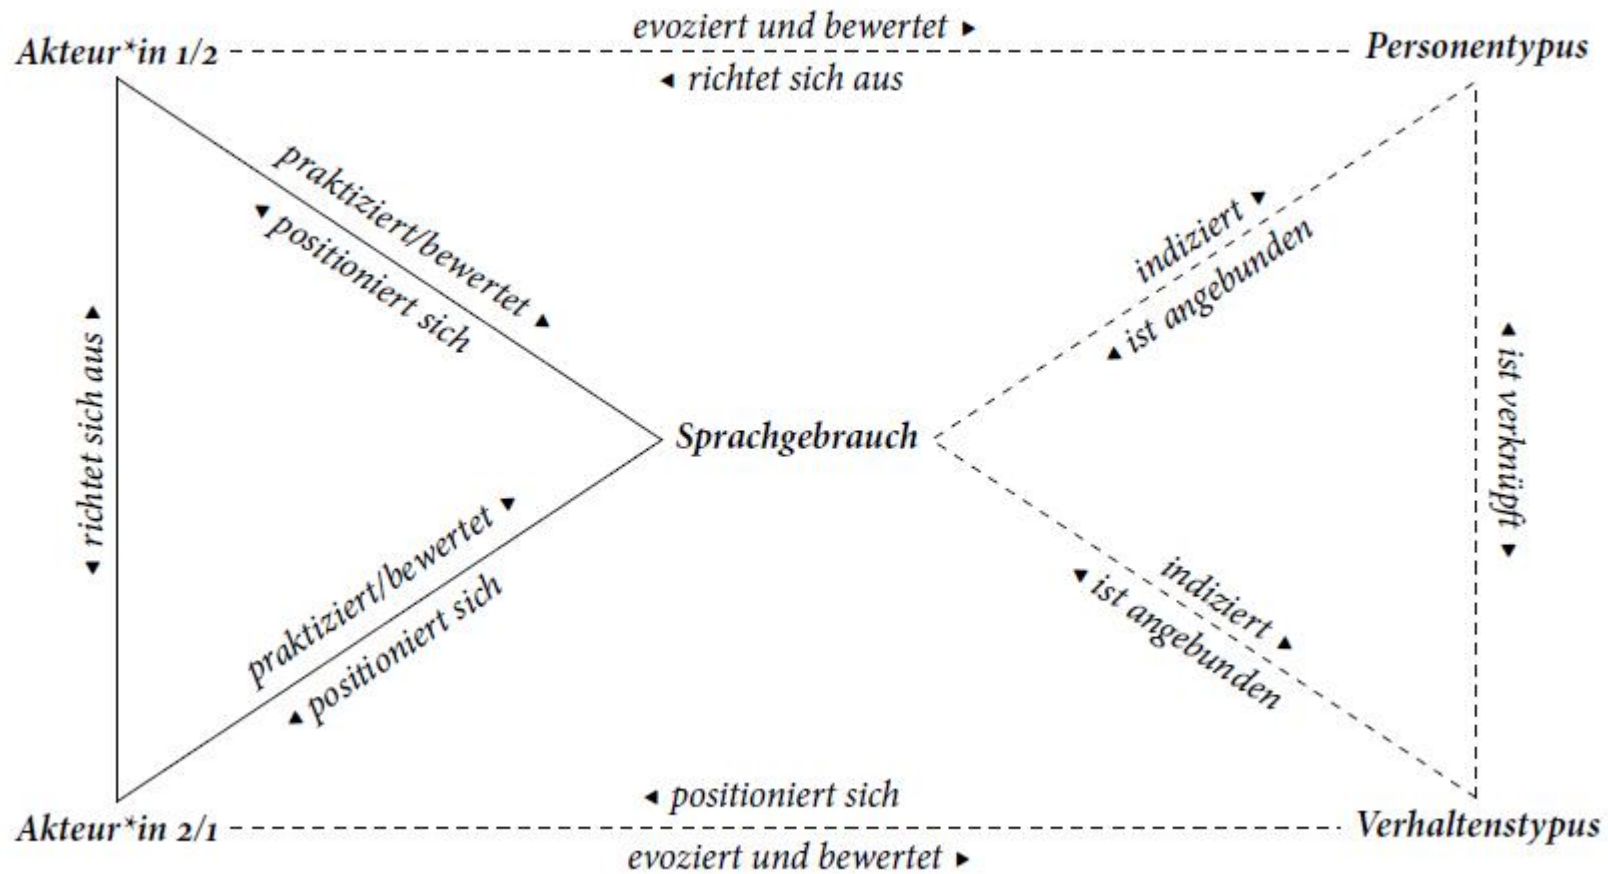 evoziert und bewertet ▸
Akteur*in 1/2
Personentypus
◂ richtet sich aus
praktiziert/bewertet ▸
◂ positioniert sich
indiziert ▸
◂ ist angebunden
◂ richtet sich aus ▸
◂ ist verknüpft ▸
Sprachgebrauch
praktiziert/bewertet ▸
◂ positioniert sich
indiziert ▸
◂ ist angebunden
◂ positioniert sich
Akteur*in 2/1
Verhaltenstypus
evoziert und bewertet ▸